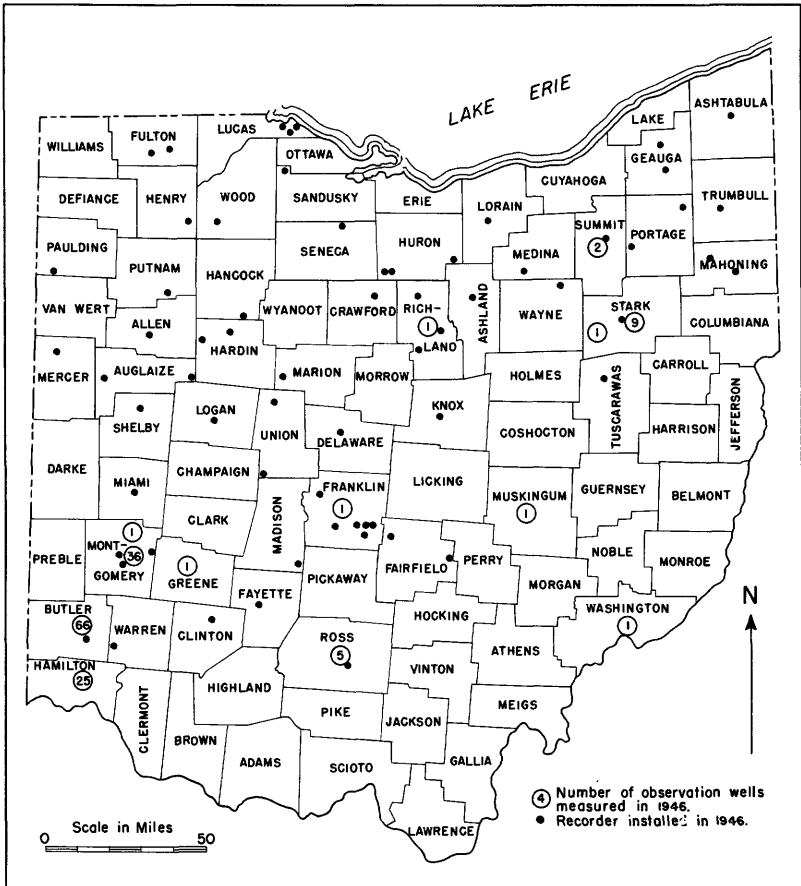 LAKE ERIE
ASHTABULA
LAKE
LUCAS
FULTON
WILLIAMS
OTTAWA
GEAUGA
CUYAHOGA
DEFIANCE
HENRY
WOOD
SANDUSKY
ERIE
LORAIN
TRUMBULL
SUMMIT
2
PORTAGE
PAULDING
SENECA
HURON
MEDINA
MAHONING
PUTNAM
HANCOCK
VAN WERT
WYANDOT
CRAWFORD
RICH-
1
LAND
ASHLAND
WAYNE
STARK
1
9
COLUMBIANA
ALLEN
HARDIN
MERCER
AUGLAIZE
MARION
MORROW
HOLMES
CARROLL
TUSCARAWAS
JEFFERSON
LOGAN
UNION
KNOX
SHELBY
DELAWARE
COSHOCTON
HARRISON
DARKE
CHAMPAIGN
MIAMI
FRANKLIN
1
LICKING
MUSKINGUM
1
GUERNSEY
BELMONT
CLARK
MADISON
PREBLE
1
MONT-
36
GOMERY
1
GREENE
PICKAWAY
FAIRFIELD
PERRY
NOBLE
MONROE
MORGAN
FAYETTE
WASHINGTON
1
N
BUTLER
66
WARREN
CLINTON
HOCKING
ROSS
5
ATHENS
HAMILTON
25
VINTON
HIGHLAND
CLERMONT
MEIGS
PIKE
JACKSON
BROWN
ADAMS
SCIOTO
GALLIA
4 Number of observation wells
measured in 1946.
Recorder installed in 1946.
LAWRENCE
Scale in Miles
0 50